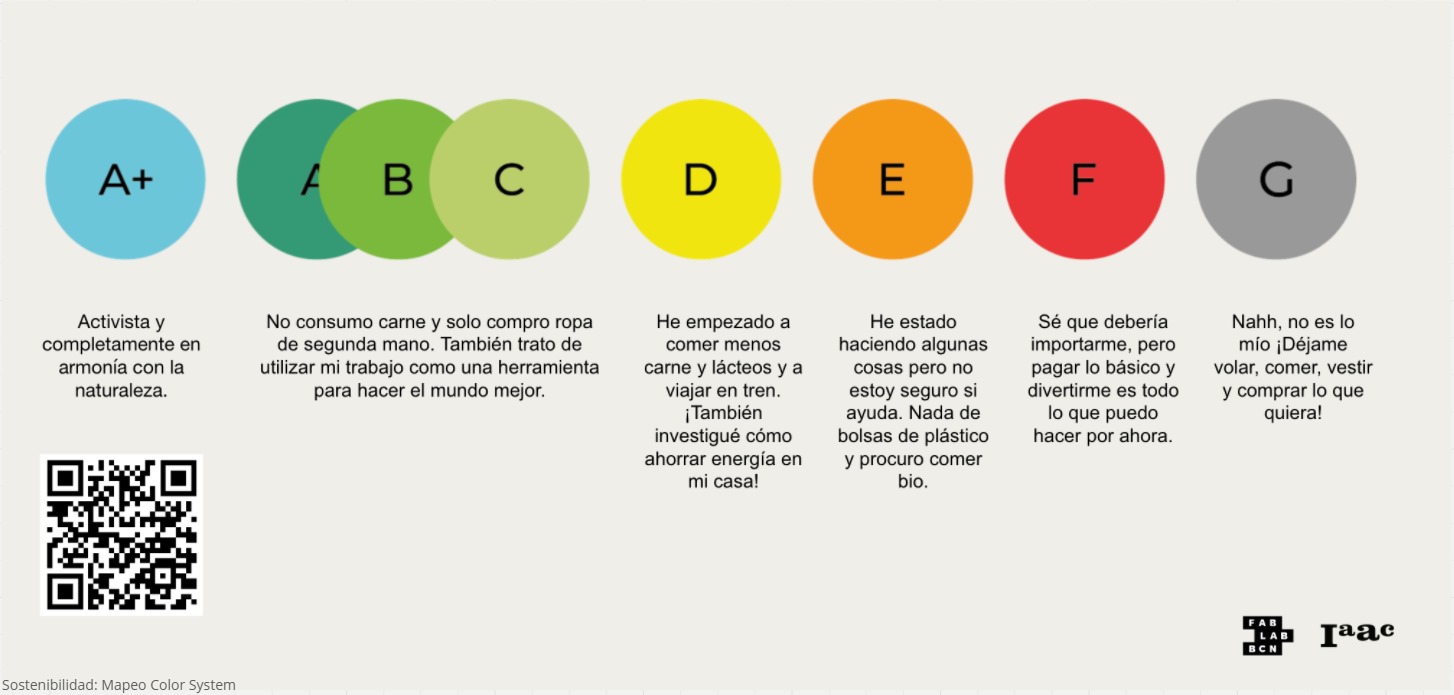 A+
A
B
C
D
E
F
G
Activista y
completamente en
armonía con la
naturaleza.
No consumo carne y solo compro ropa
de segunda mano. También trato de
utilizar mi trabajo como una herramienta
para hacer el mundo mejor.
He empezado a
comer menos
carne y lácteos y a
viajar en tren.
¡También
investigué cómo
ahorrar energía en
mi casa!
He estado
haciendo algunas
cosas pero no
estoy seguro si
ayuda. Nada de
bolsas de plástico
y procuro comer
bio.
Sé que debería
importarme, pero
pagar lo básico y
divertirme es todo
lo que puedo
hacer por ahora.
Nahh, no es lo
mío ¡Déjame
volar, comer, vestir
y comprar lo que
quiera!
FAB
LAB
BCN
Iaac
Sostenibilidad: Mapeo Color System